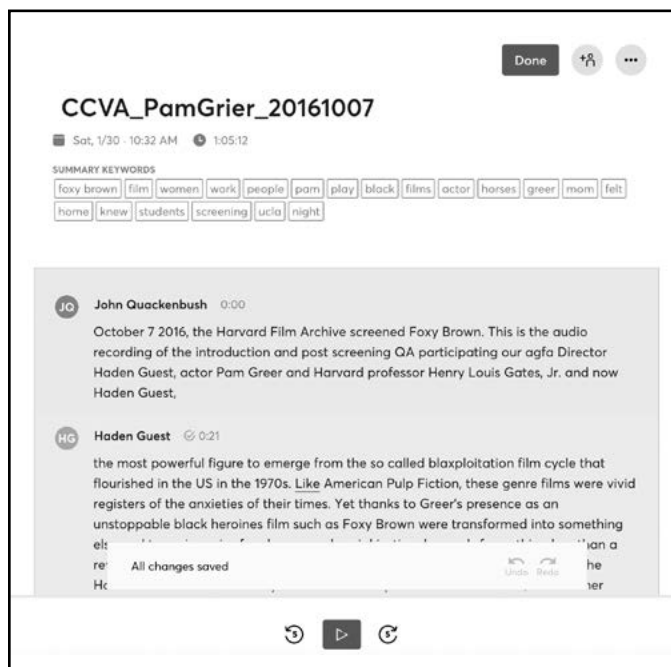 Done
CCVA_PamGrier_20161007
Sat, 1/30 - 10:32 AM 1:05:12
SUMMARY KEYWORDS
foxy brown film women work people pam play black films actor horses greer mom felt
home knew students screening ucla night
JQ John Quackenbush 0:00
October 7 2016, the Harvard Film Archive screened Foxy Brown. This is the audio
recording of the introduction and post screening QA participating our agfa Director
Haden Guest, actor Pam Greer and Harvard professor Henry Louis Gates, Jr. and now
Haden Guest,
HG Haden Guest 0:21
the most powerful figure to emerge from the so called blaxploitation film cycle that
flourished in the US in the 1970s. Like American Pulp Fiction, these genre films were vivid
registers of the anxieties of their times. Yet thanks to Greer's presence as an
unstoppable black heroines film such as Foxy Brown were transformed into something
than a
All changes saved Undo Redo
5 5